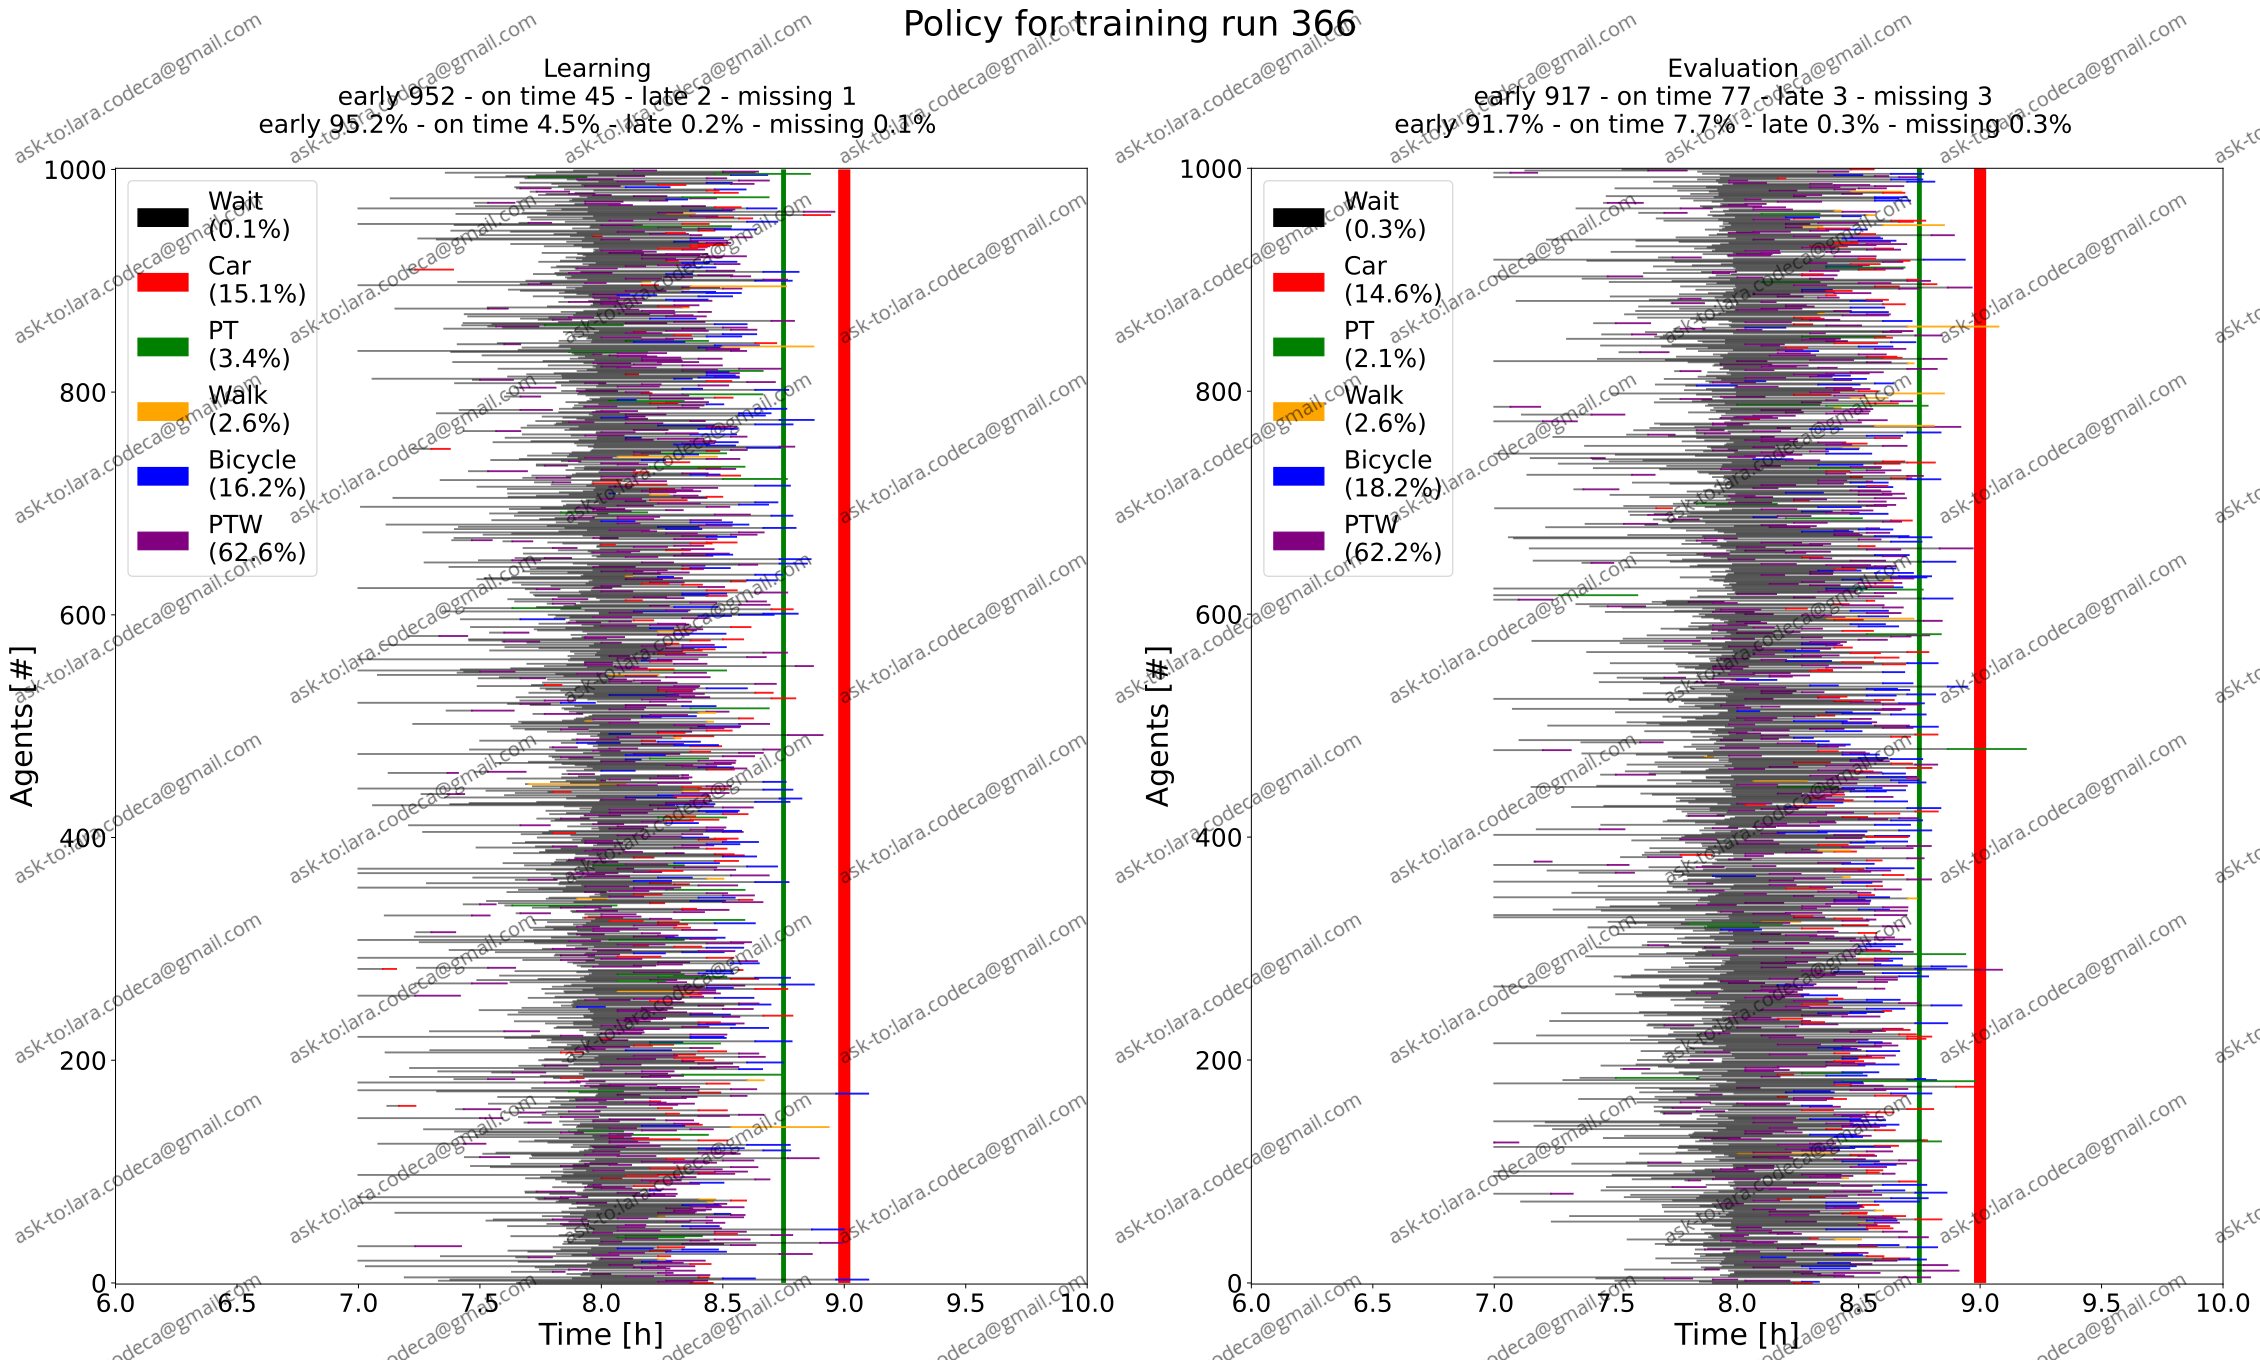 Policy for training run 366
Learning
early 952 - on time 45 - late 2 - missing 1
early 95.2% - on time 4.5% - late 0.2% - missing 0.1%
1000
800
600
400
200
0
Agents [#]
Wait
(0.1%)
Car
(15.1%)
PT
(3.4%)
Walk
(2.6%)
Bicycle
(16.2%)
PTW
(62.6%)
6.0 6.5 7.0 7.5 8.0 8.5 9.0 9.5 10.0
Time [h]
Evaluation
early 917 - on time 77 - late 3 - missing 3
early 91.7% - on time 7.7% - late 0.3% - missing 0.3%
1000
800
600
400
200
0
Agents [#]
Wait
(0.3%)
Car
(14.6%)
PT
(2.1%)
Walk
(2.6%)
Bicycle
(18.2%)
PTW
(62.2%)
6.0 6.5 7.0 7.5 8.0 8.5 9.0 9.5 10.0
Time [h]
ask-to:lara.codeca@gmail.com